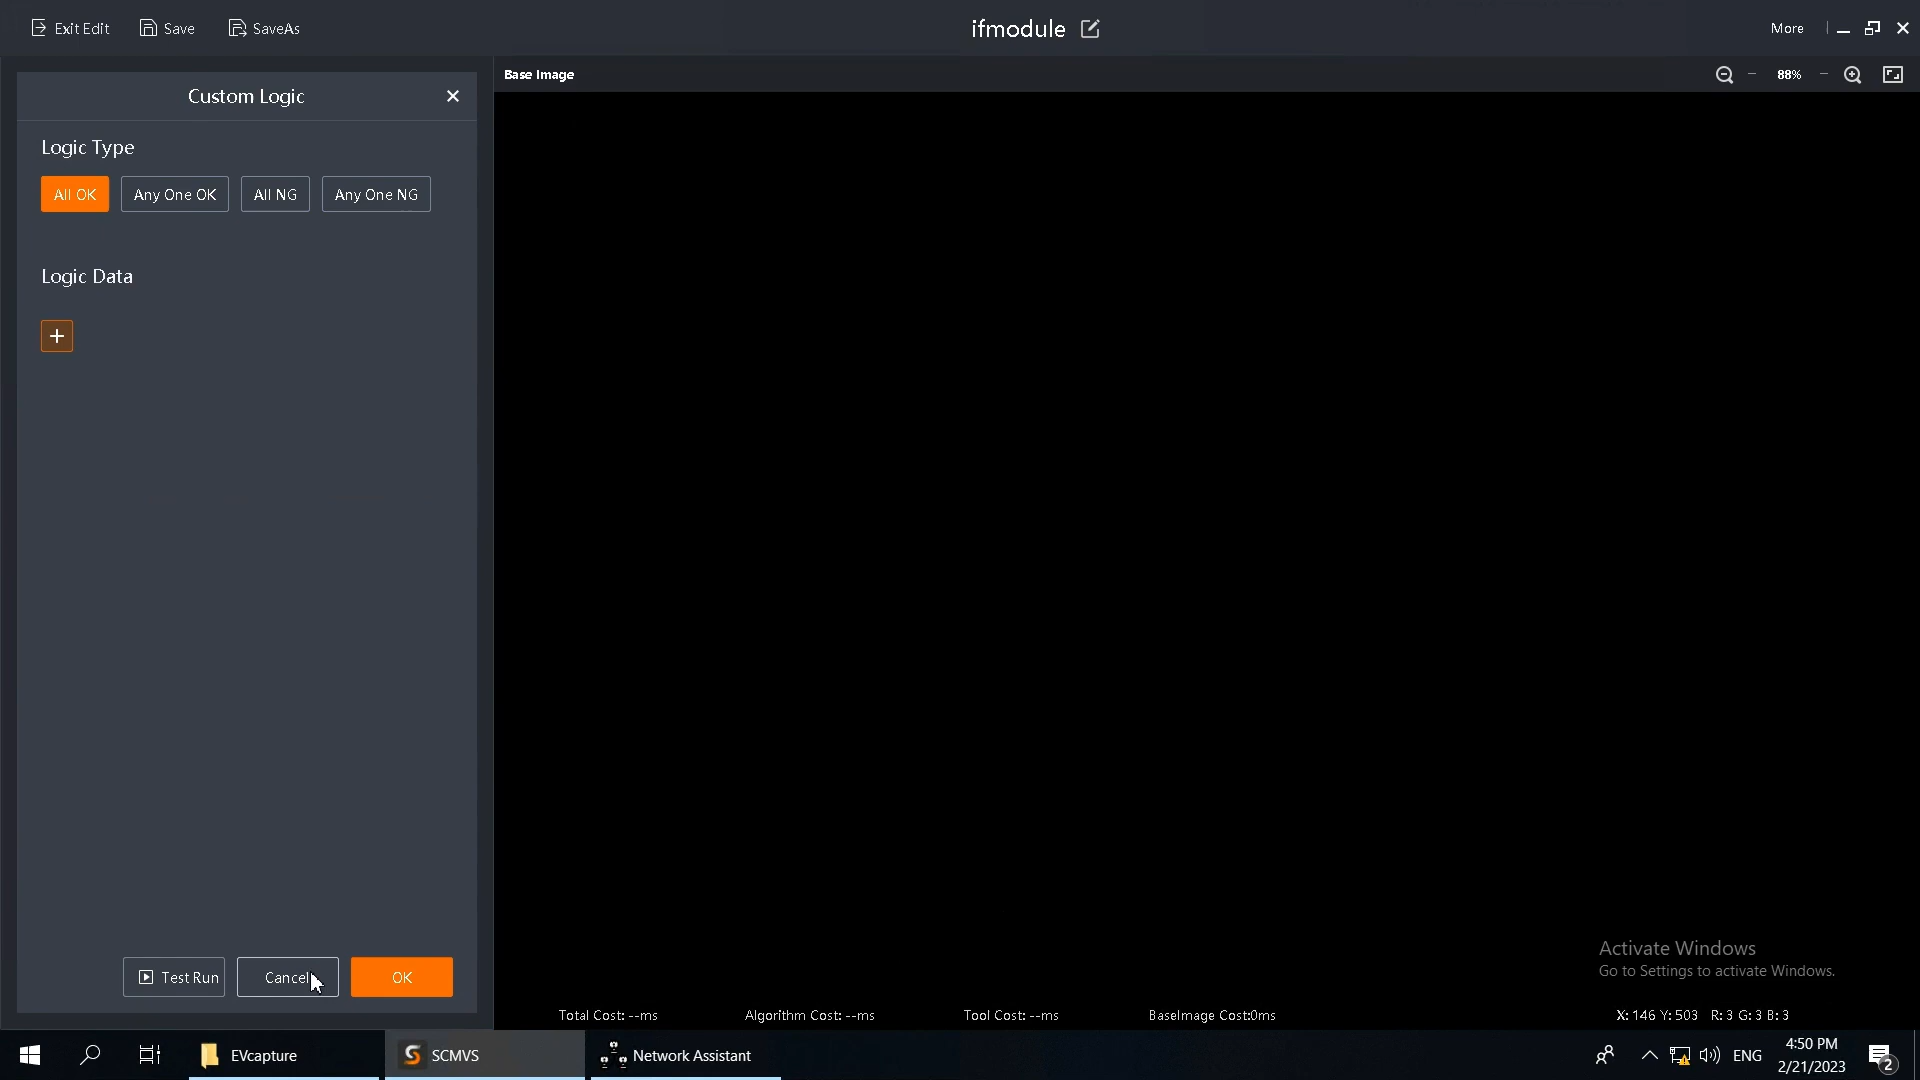 Exit Edit Save SaveAs ifmodule More
Base Image 88%
Custom Logic
Logic Type
All OK Any One OK All NG Any One NG
Logic Data
Test Run Cancel OK
Activate Windows
Go to Settings to activate Windows.
Total Cost: --ms Algorithm Cost: --ms Tool Cost: --ms BaseImage Cost:0ms X: 146 Y: 503 R: 3 G: 3 B: 3
EVcapture SCMVS Network Assistant ENG 4:50 PM
2/21/2023 2